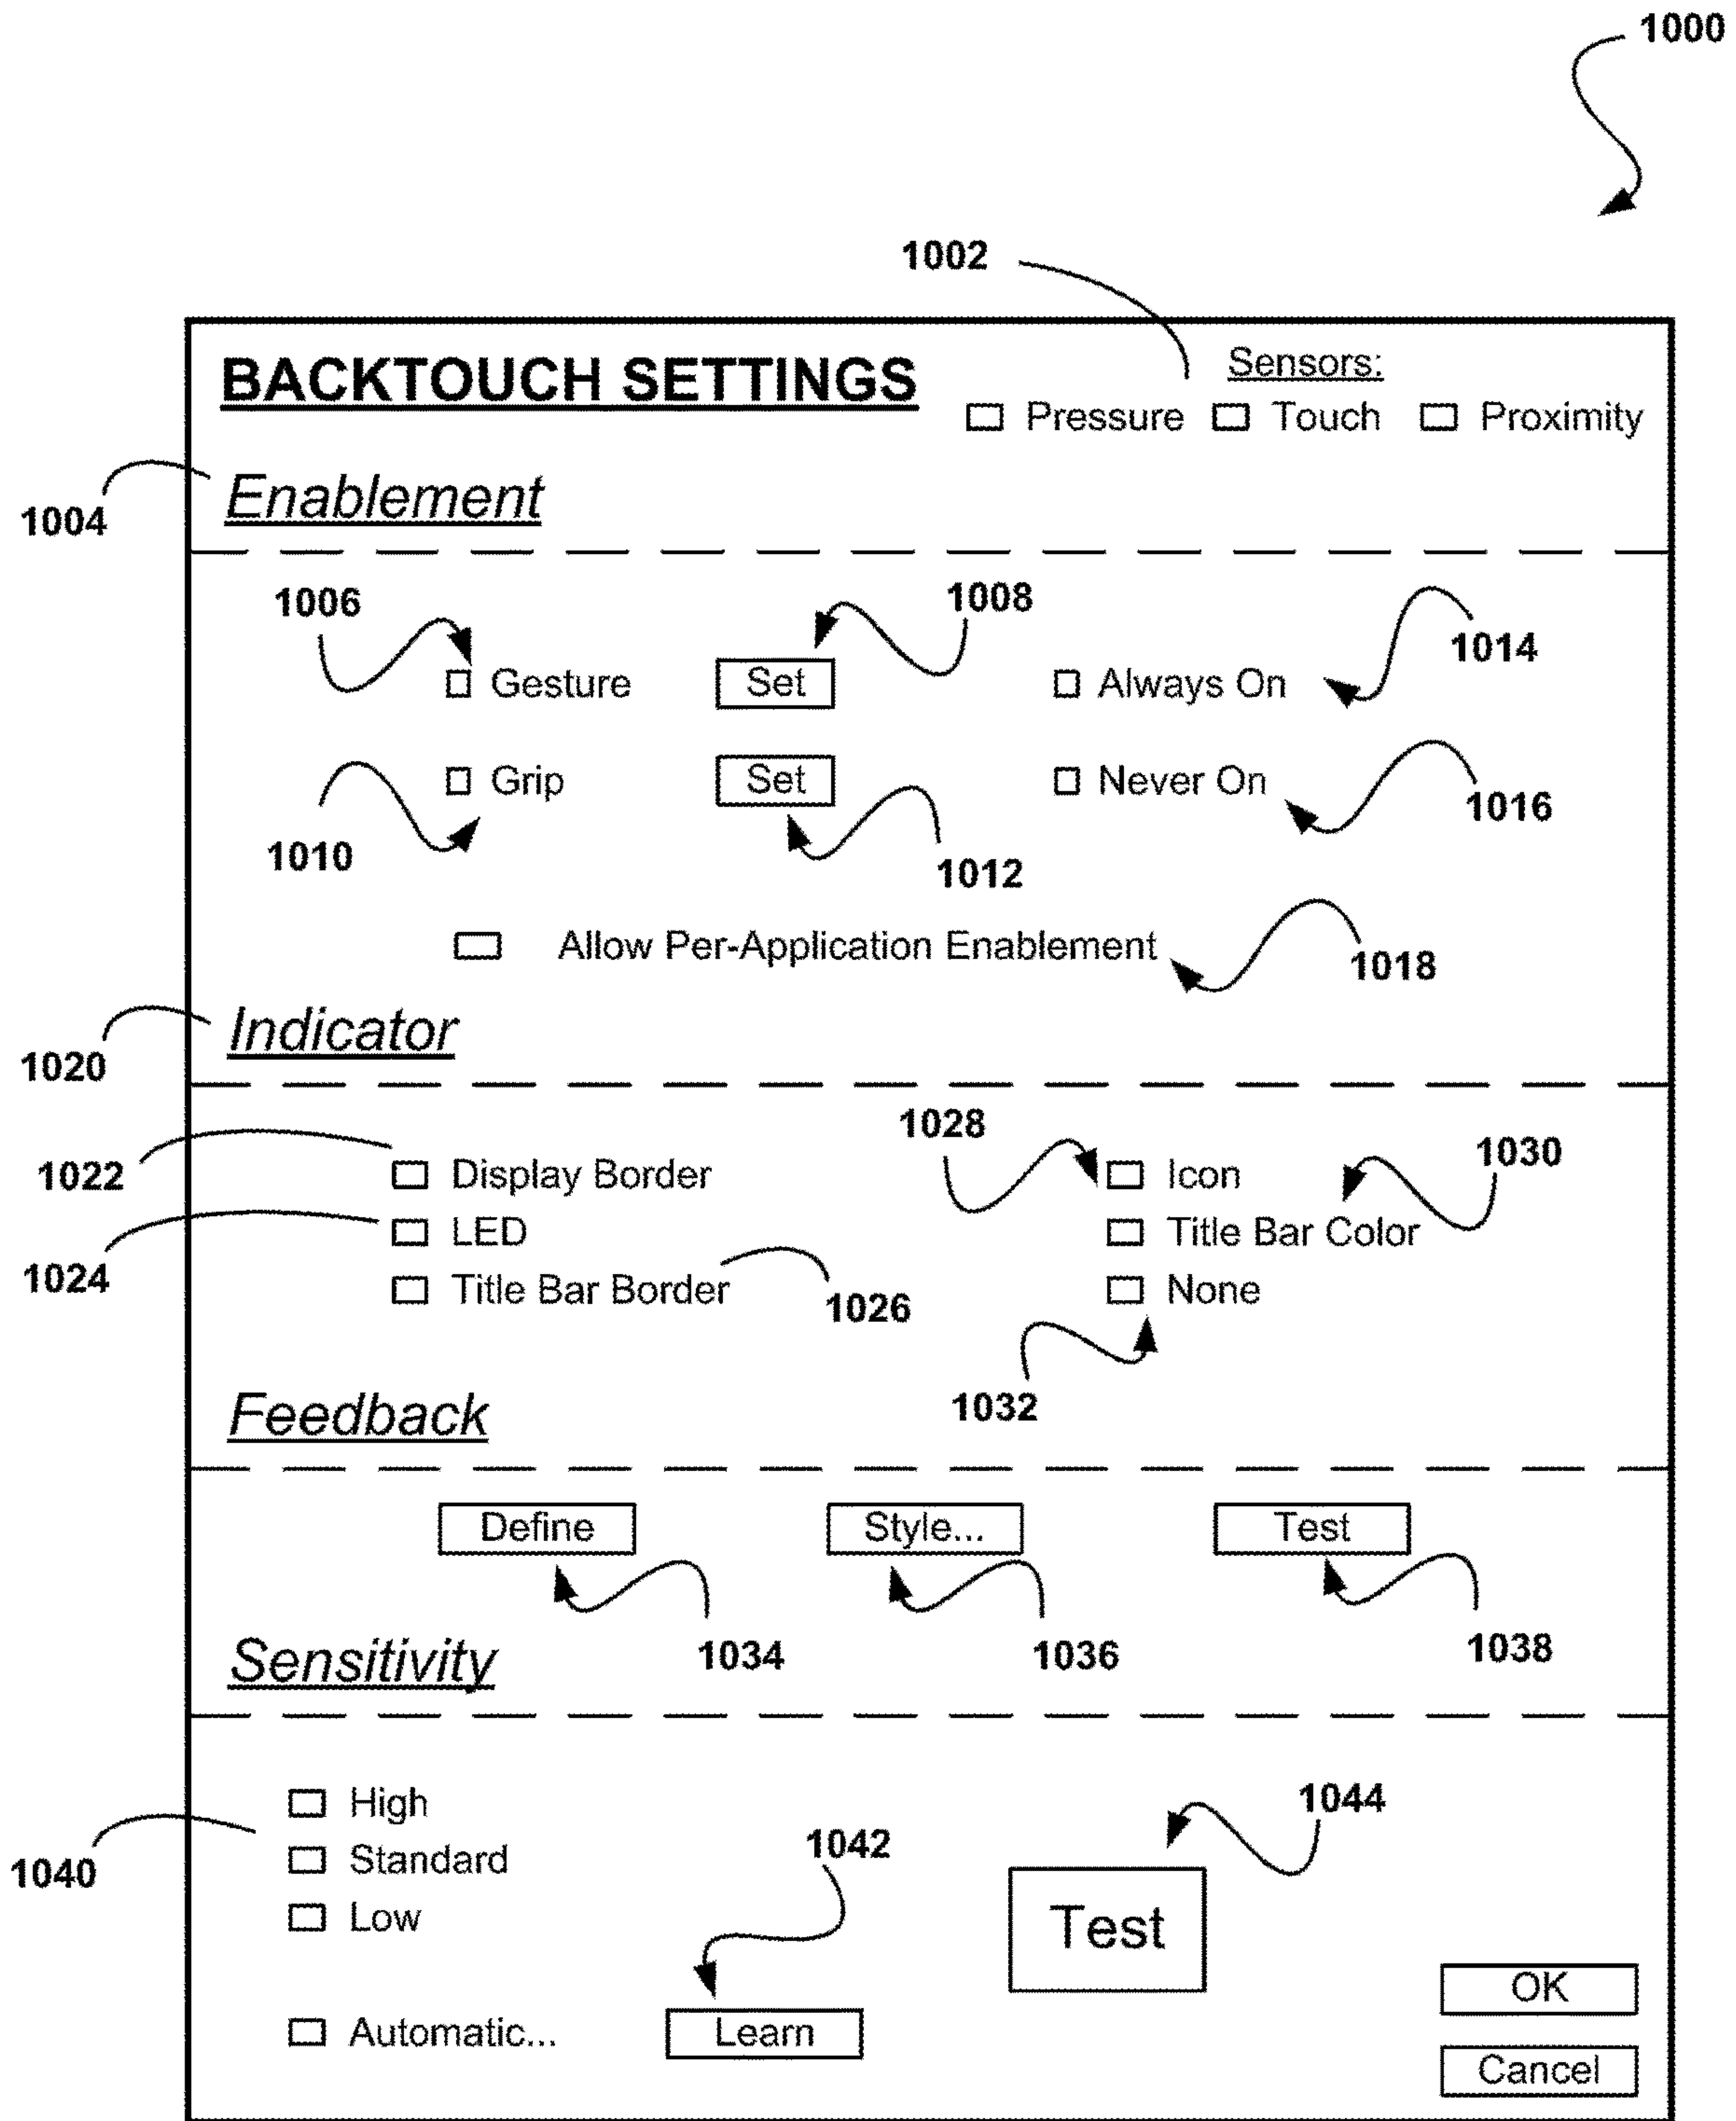 1000
1002
BACKTOUCH SETTINGS
Sensors:
Pressure Touch Proximity
1004
Enablement
1006 1008
1014
Gesture Set Always On
Grip Set Never On
1016
1010 1012
Allow Per-Application Enablement
1018
Indicator
1020
1028
1030
1022
Display Border Icon
LED Title Bar Color
1024
Title Bar Border None
1026
1032
Feedback
Define Style... Test
1034 1036 1038
Sensitivity
1044
High
1042
1040
Standard
Low
Test
OK
Automatic... Learn
Cancel